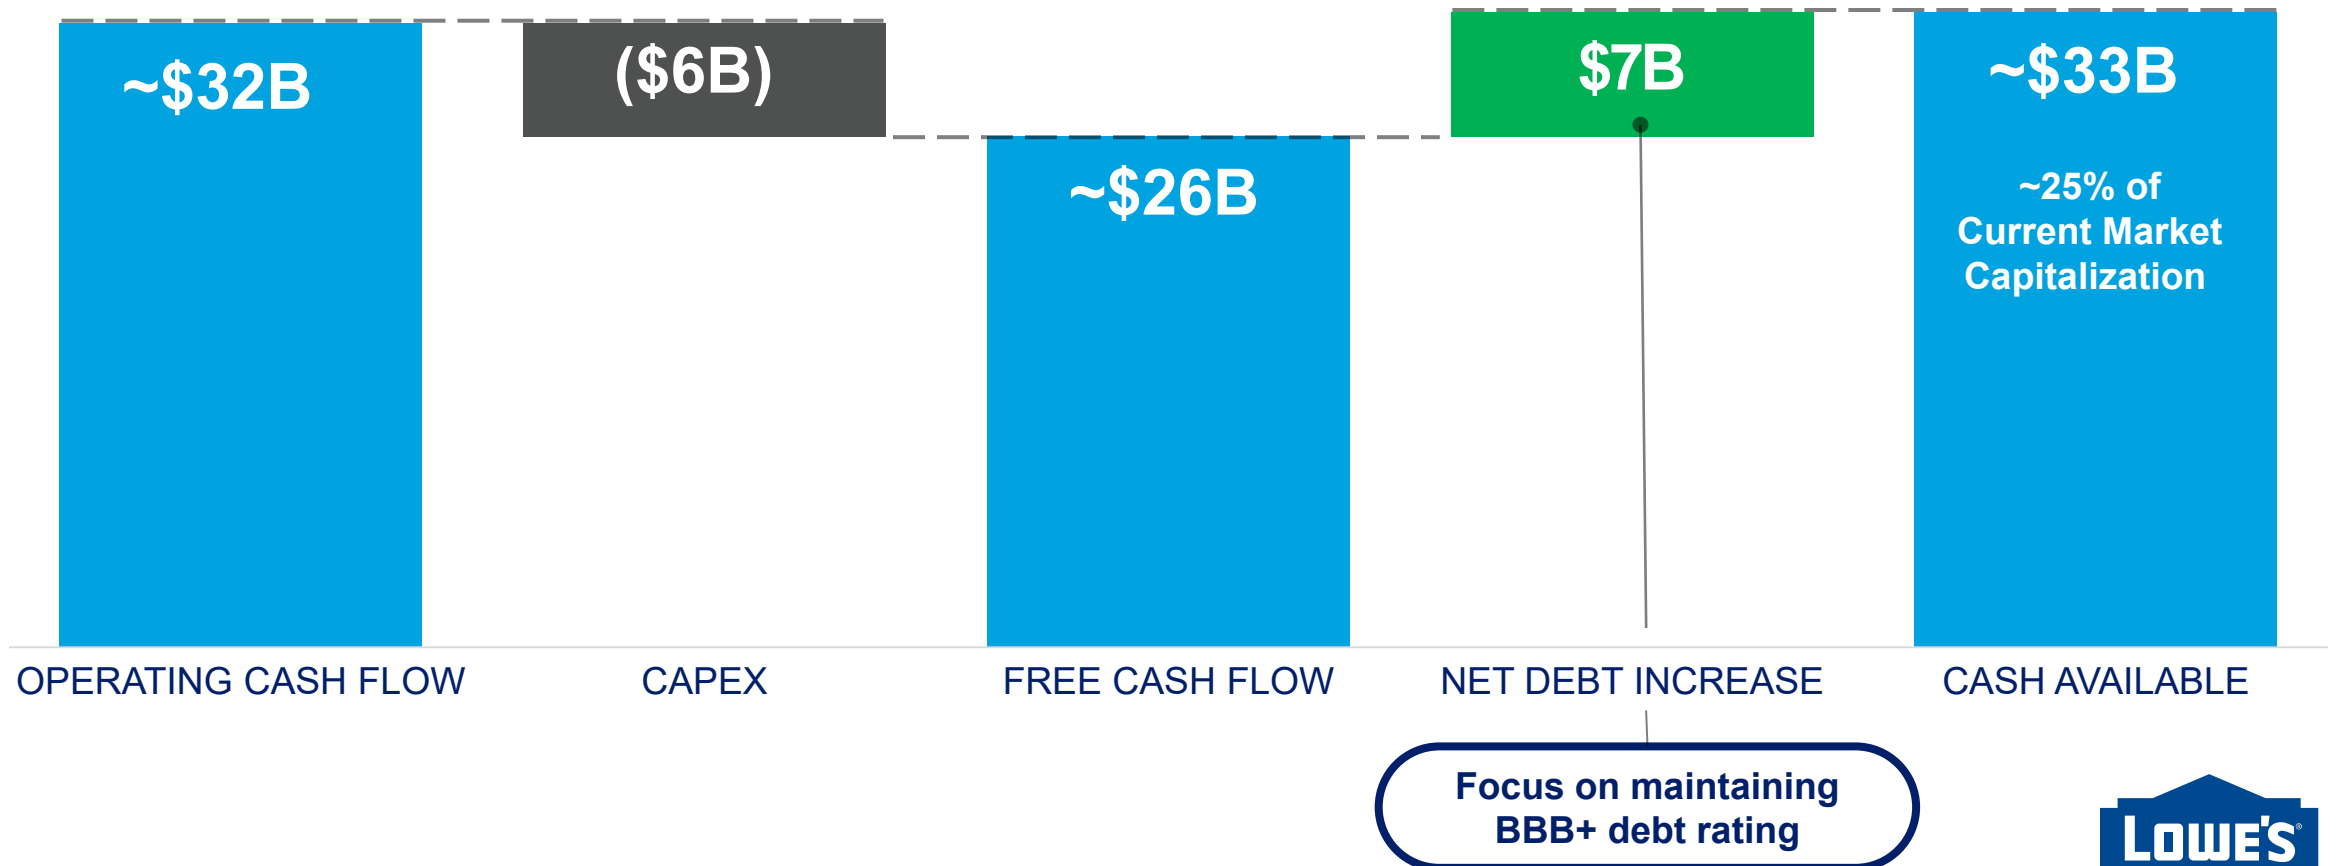 ~$32B
($6B)
~$26B
$7B
~$33B
~25% of
Current Market
Capitalization
OPERATING CASH FLOW
CAPEX
FREE CASH FLOW
NET DEBT INCREASE
CASH AVAILABLE
Focus on maintaining
BBB+ debt rating
LOWE'S®